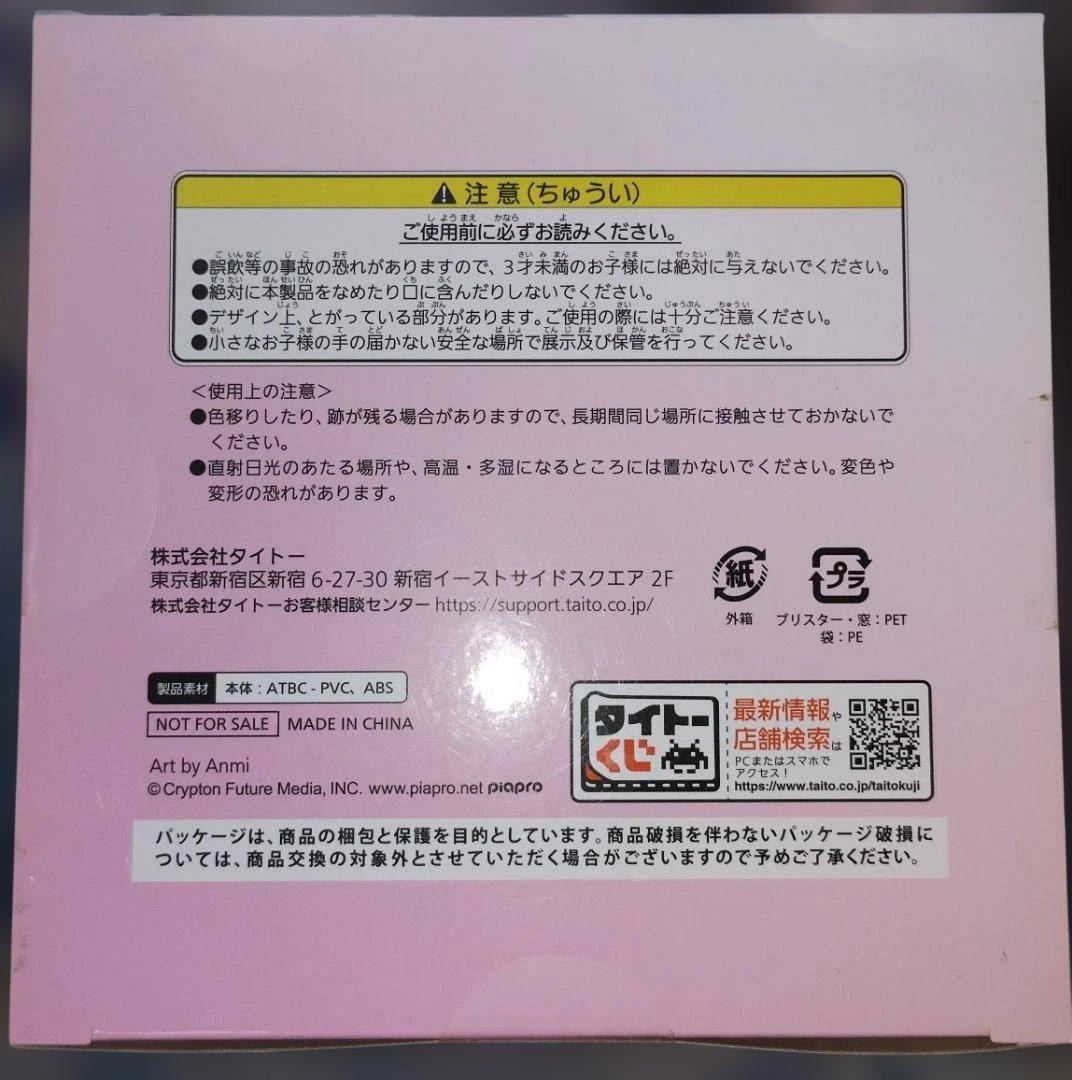 ⚠ 注意(ちゅうい)
ご使用前に必ずお読みください。
●誤飲等の事故の恐れがありますので、3才未満のお子様には絶対に与えないでください。
●絶対に本製品をなめたり口に含んだりしないでください。
●デザイン上、とがっている部分があります。ご使用の際には十分ご注意ください。
●小さなお子様の手の届かない安全な場所で展示及び保管を行ってください。
<使用上の注意>
●色移りしたり、跡が残る場合がありますので、長期間同じ場所に接触させておかないで
ください。
●直射日光のあたる場所や、高温・多湿になるところには置かないでください。変色や
変形の恐れがあります。
株式会社タイトー
東京都新宿区新宿 6-27-30 新宿イーストサイドスクエア 2F
株式会社タイトーお客様相談センター https://support.taito.co.jp/
紙
外箱
プラ
ブリスター・窓:PET
袋:PE
製品素材 本体:ATBC-PVC、ABS
NOT FOR SALE MADE IN CHINA
Art by Anmi
©Crypton Future Media, INC. www.piapro.net piapro
タイトー
くじ
最新情報や
店舗検索は
PCまたはスマホで
アクセス!
https://www.taito.co.jp/taitokuji
パッケージは、商品の梱包と保護を目的としています。商品破損を伴わないパッケージ破損に
ついては、商品交換の対象外とさせていただく場合がございますので予めご了承ください。